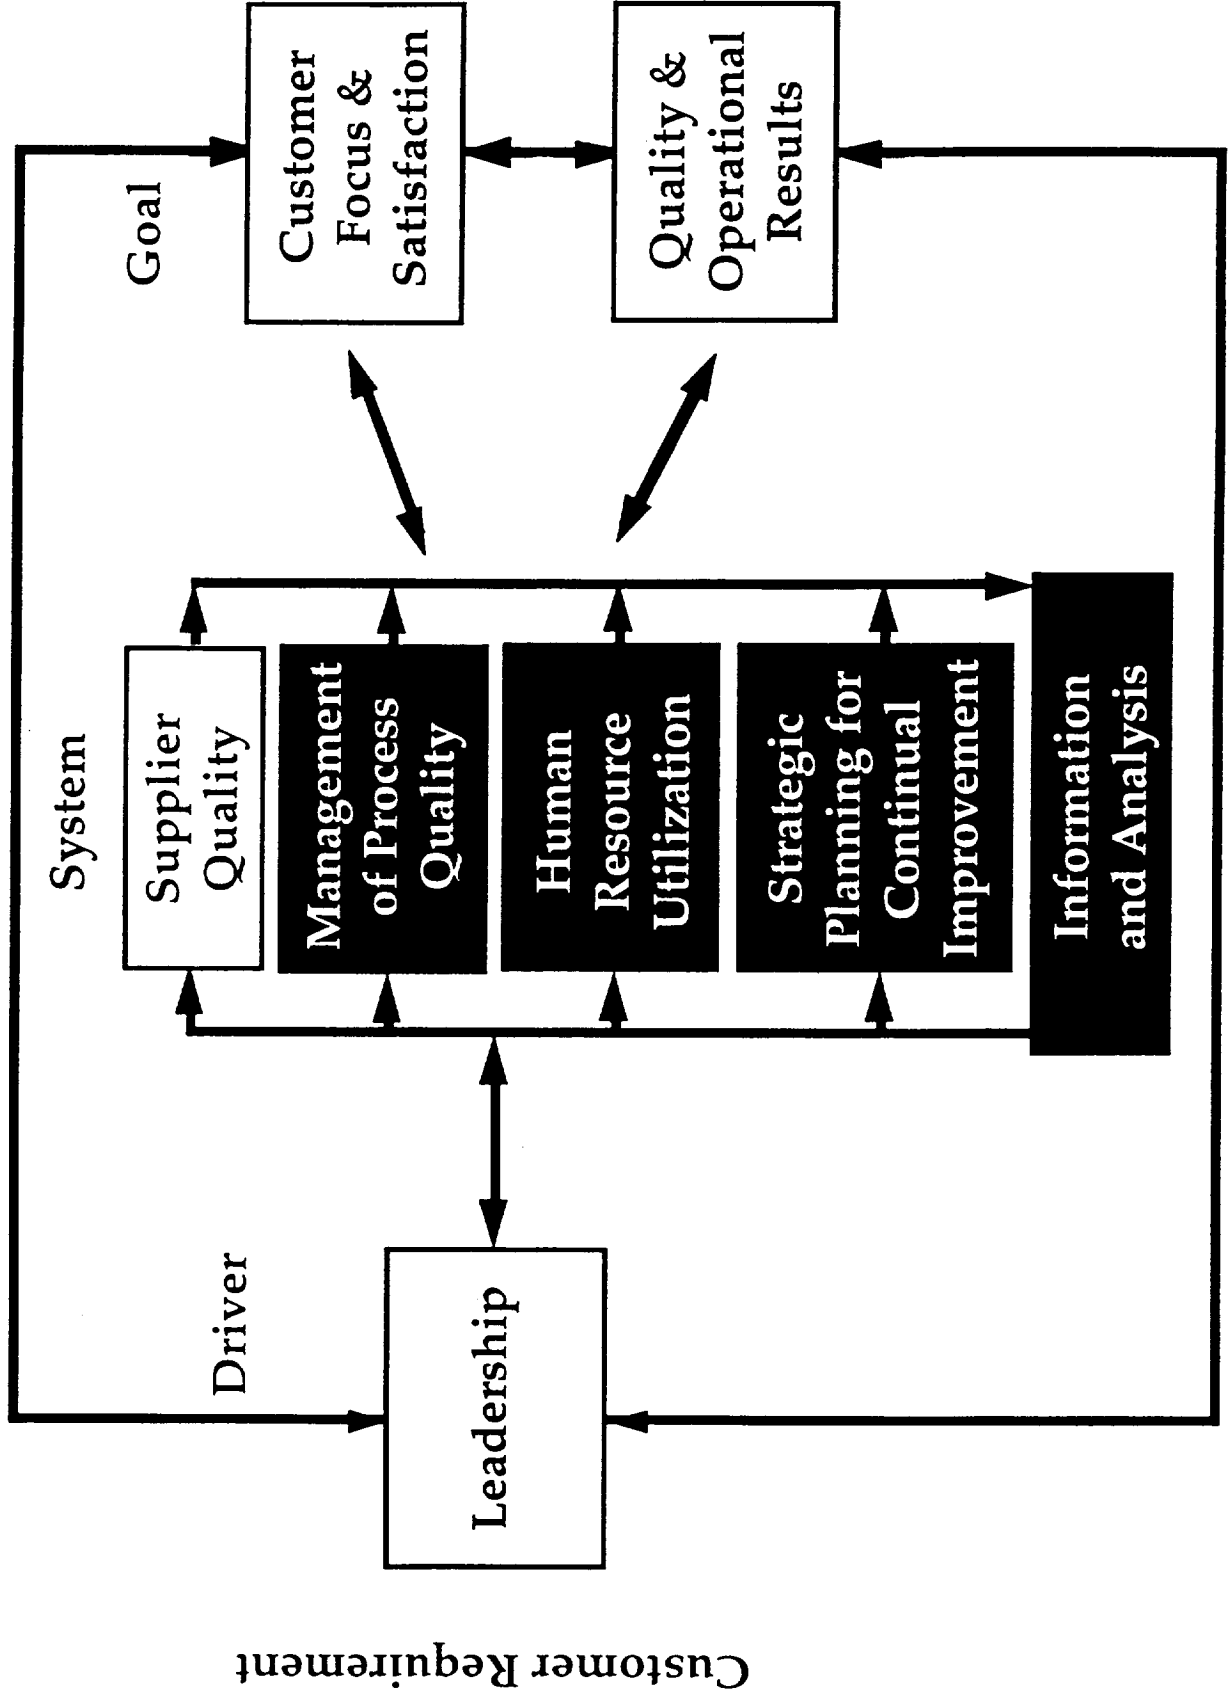 Customer Requirement
Driver
Leadership
System
Supplier
Quality
Management
of Process
Quality
Human
Resource
Utilization
Strategic
Planning for
Continual
Improvement
Information
and Analysis
Goal
Customer
Focus &
Satisfaction
Quality &
Operational
Results